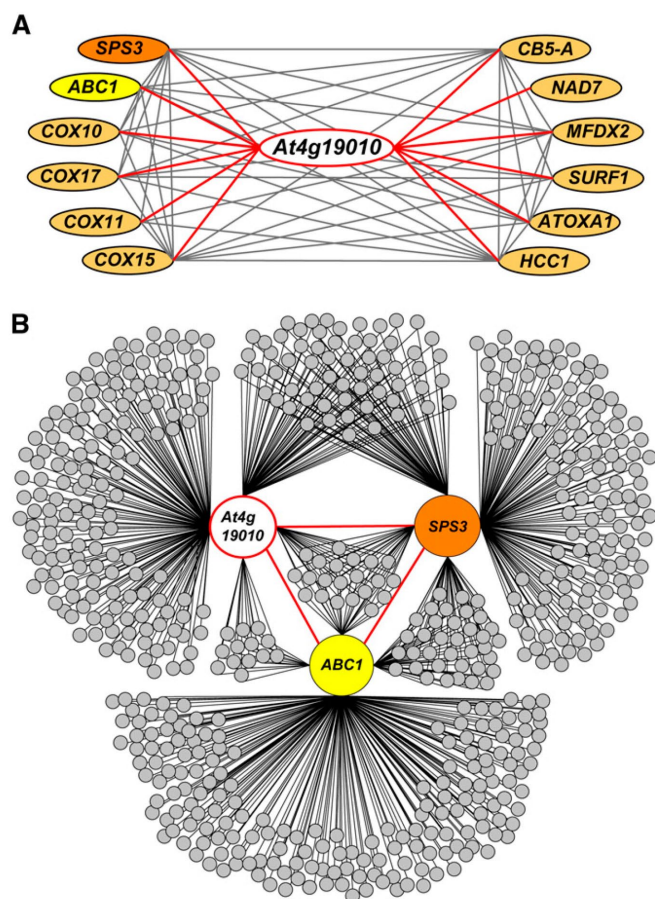 A
SPS3
ABC1
COX10
COX17
COX11
COX15
At4g19010
CB5-A
NAD7
MFDX2
SURF1
ATOXA1
HCC1
B
At4g
19010
SPS3
ABC1